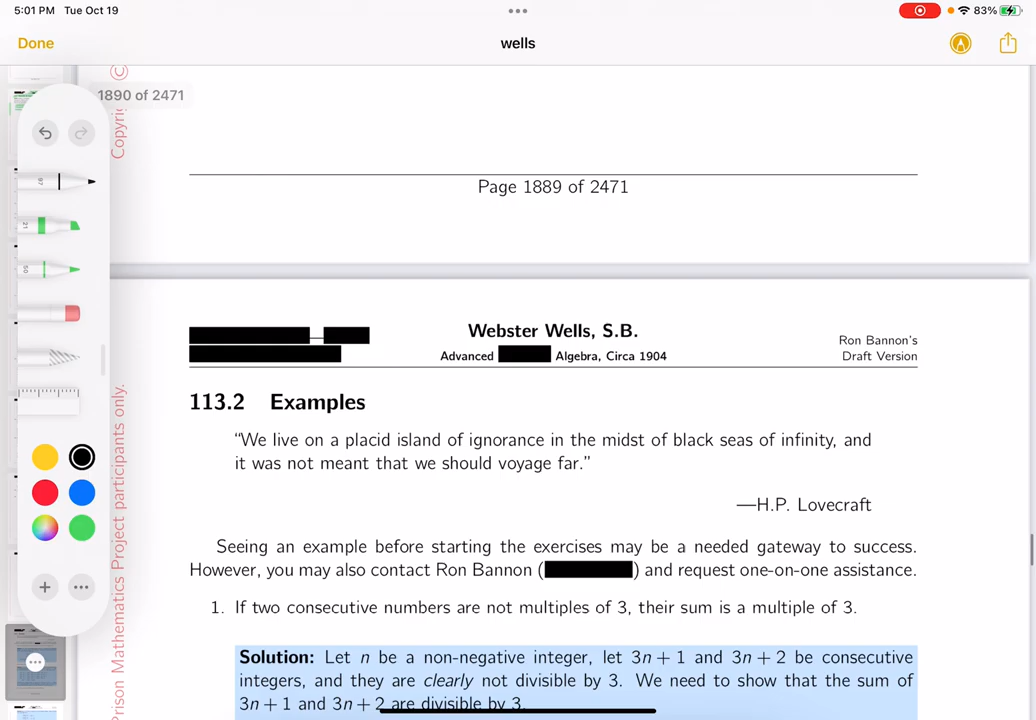 5:01 PM Tue Oct 19
83%
Done
wells
1890 of 2471
Page 1889 of 2471
Webster Wells, S.B.
Advanced Algebra, Circa 1904
Ron Bannon's
Draft Version
113.2 Examples
“We live on a placid island of ignorance in the midst of black seas of infinity, and
it was not meant that we should voyage far.”
—H.P. Lovecraft
Seeing an example before starting the exercises may be a needed gateway to success.
However, you may also contact Ron Bannon ( ) and request one-on-one assistance.
1. If two consecutive numbers are not multiples of 3, their sum is a multiple of 3.
Solution: Let n be a non-negative integer, let 3n + 1 and 3n + 2 be consecutive
integers, and they are clearly not divisible by 3. We need to show that the sum of
3n + 1 and 3n + 2 are divisible by 3.
Prison Mathematics Project participants only.
97
50